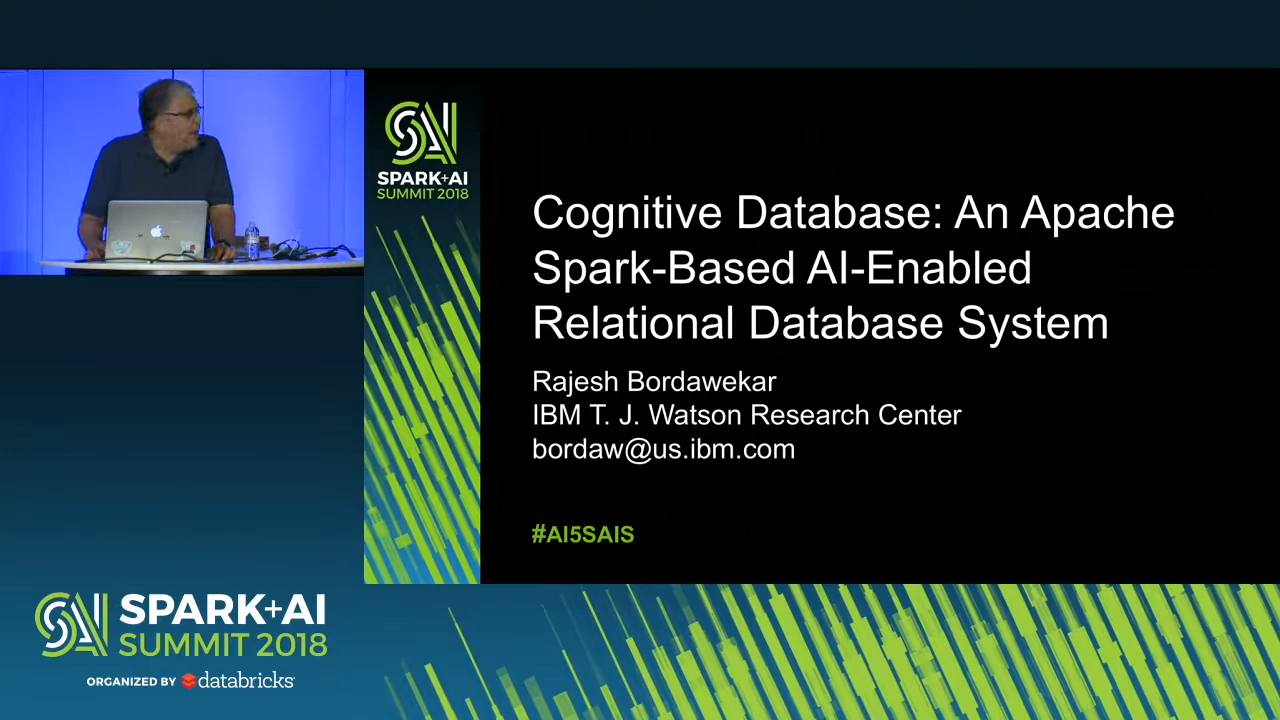 SPARK+AI
SUMMIT 2018
Cognitive Database: An Apache
Spark-Based AI-Enabled
Relational Database System
Rajesh Bordawekar
IBM T. J. Watson Research Center
bordaw@us.ibm.com
#AI5SAIS
SPARK+AI
SUMMIT 2018
ORGANIZED BY databricks